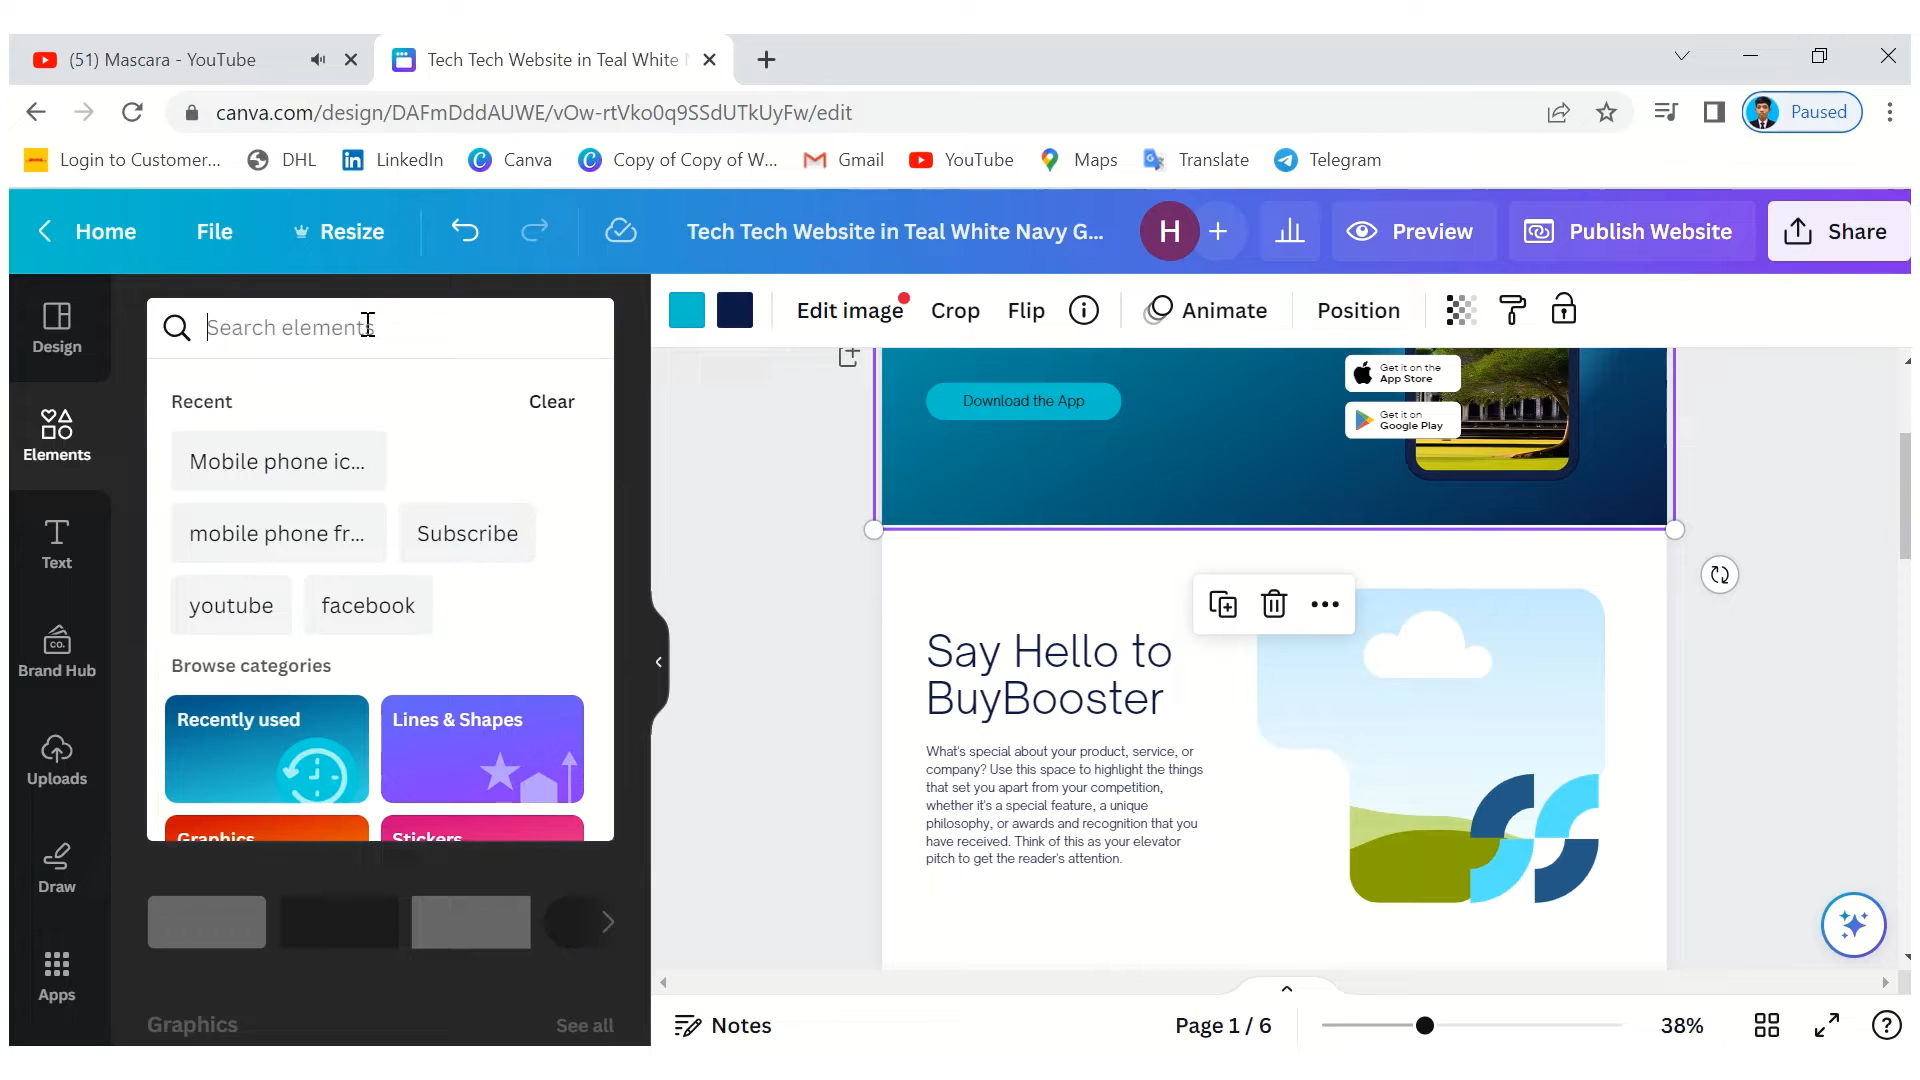 (51) Mascara - YouTube
Tech Tech Website in Teal White
canva.com/design/DAFmDddAUWE/vOw-rtVko0q9SSdUTkUyFw/edit
Paused
Login to Customer...
DHL
LinkedIn
Canva
Copy of Copy of W...
Gmail
YouTube
Maps
Translate
Telegram
Home
File
Resize
Tech Tech Website in Teal White Navy G...
H
Preview
Publish Website
Share
Design
Elements
Text
Brand Hub
CO.
Uploads
Draw
Apps
Search elements
Recent
Clear
Mobile phone ic...
mobile phone fr...
Subscribe
youtube
facebook
Browse categories
Recently used
Lines & Shapes
Graphics
Stickers
Graphics
See all
Edit image
Crop
Flip
Animate
Position
Download the App
Get it on the
App Store
Get it on
Google Play
Say Hello to
BuyBooster
What's special about your product, service, or
company? Use this space to highlight the things
that set you apart from your competition,
whether it's a special feature, a unique
philosophy, or awards and recognition that you
have received. Think of this as your elevator
pitch to get the reader's attention.
Notes
Page 1 / 6
38%